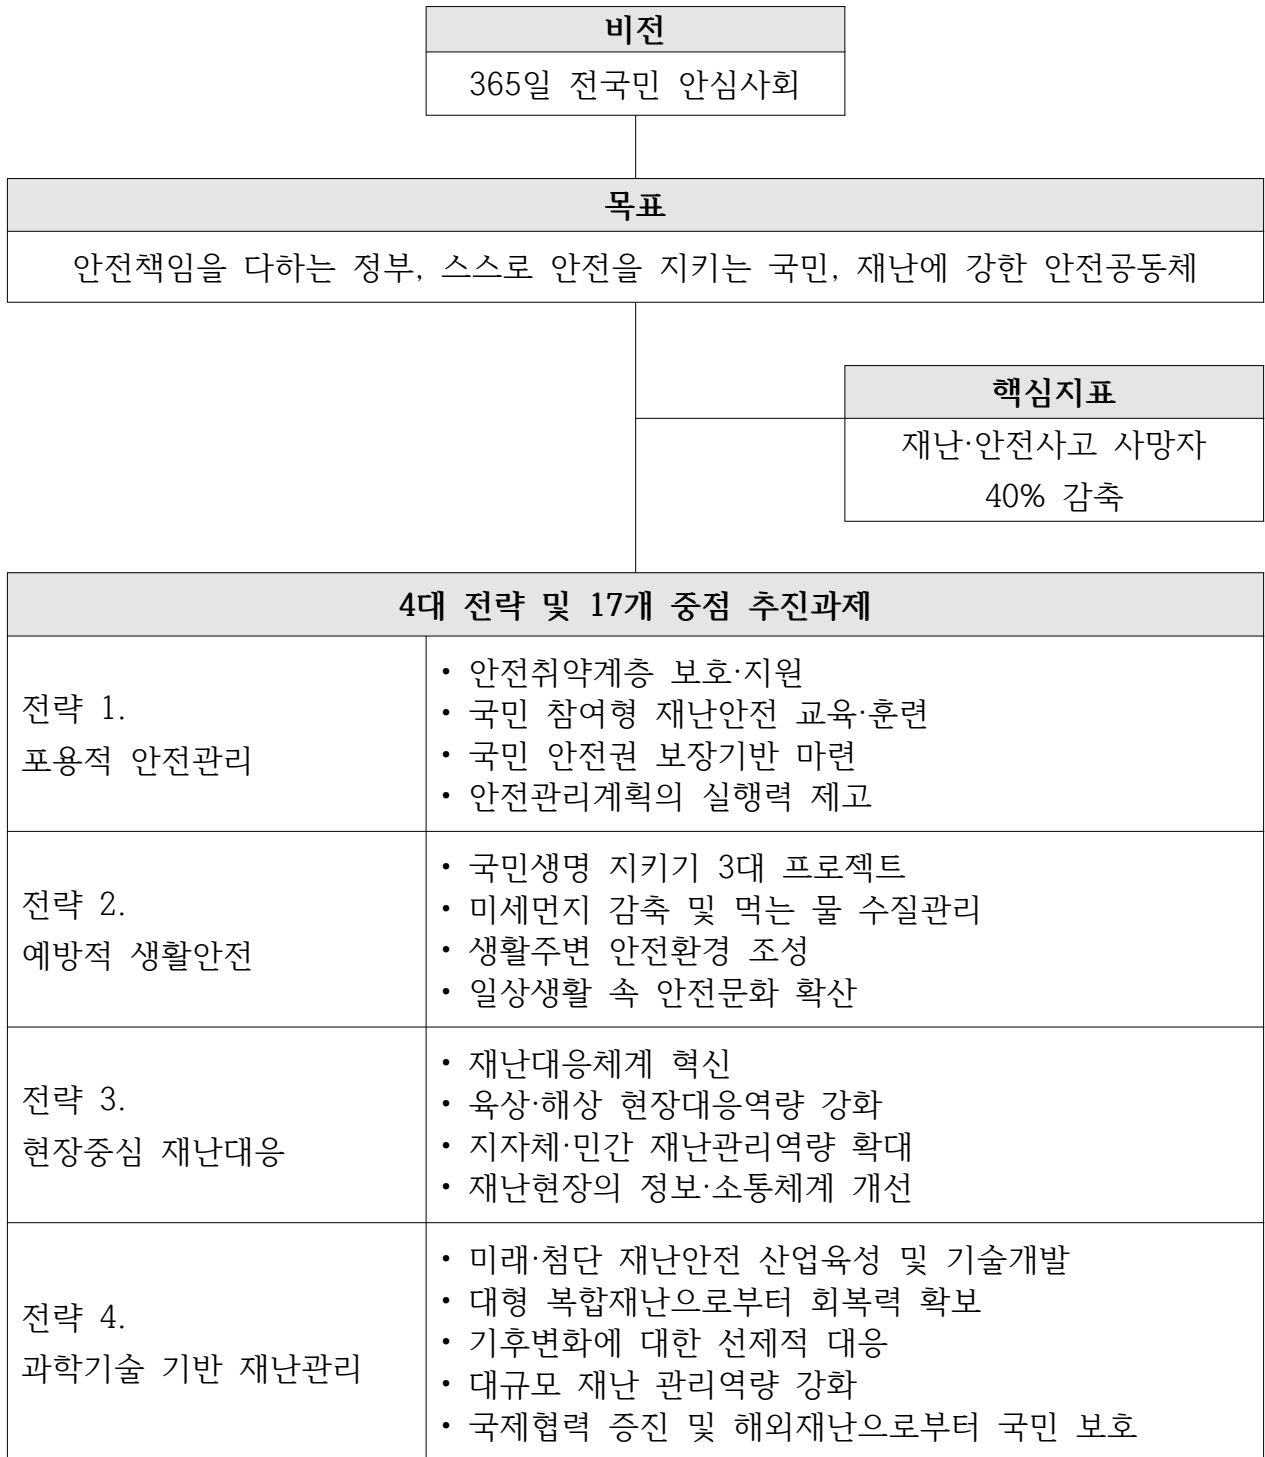 비전
365일 전국민 안심사회
목표
안전책임을 다하는 정부, 스스로 안전을 지키는 국민, 재난에 강한 안전공동체
핵심지표
재난·안전사고 사망자
40% 감축
4대 전략 및 17개 중점 추진과제
전략 1.
포용적 안전관리
• 안전취약계층 보호·지원
• 국민 참여형 재난안전 교육·훈련
• 국민 안전권 보장기반 마련
• 안전관리계획의 실행력 제고
전략 2.
예방적 생활안전
• 국민생명 지키기 3대 프로젝트
• 미세먼지 감축 및 먹는 물 수질관리
• 생활주변 안전환경 조성
• 일상생활 속 안전문화 확산
전략 3.
현장중심 재난대응
• 재난대응체계 혁신
• 육상·해상 현장대응역량 강화
• 지자체·민간 재난관리역량 확대
• 재난현장의 정보·소통체계 개선
전략 4.
과학기술 기반 재난관리
• 미래·첨단 재난안전 산업육성 및 기술개발
• 대형 복합재난으로부터 회복력 확보
• 기후변화에 대한 선제적 대응
• 대규모 재난 관리역량 강화
• 국제협력 증진 및 해외재난으로부터 국민 보호